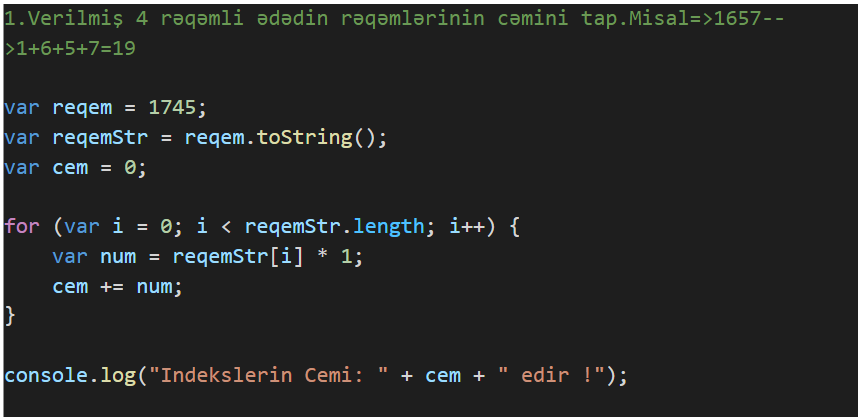 1.Verilmiş 4 rəqəmli ədədin rəqəmlərinin cəmini tap.Misal=>1657--
>1+6+5+7=19
var reqem = 1745;
var reqemStr = reqem.toString();
var cem = 0;
for (var i = 0; i < reqemStr.length; i++) {
    var num = reqemStr[i] * 1;
    cem += num;
}
console.log("Indekslerin Cemi: " + cem + " edir !");